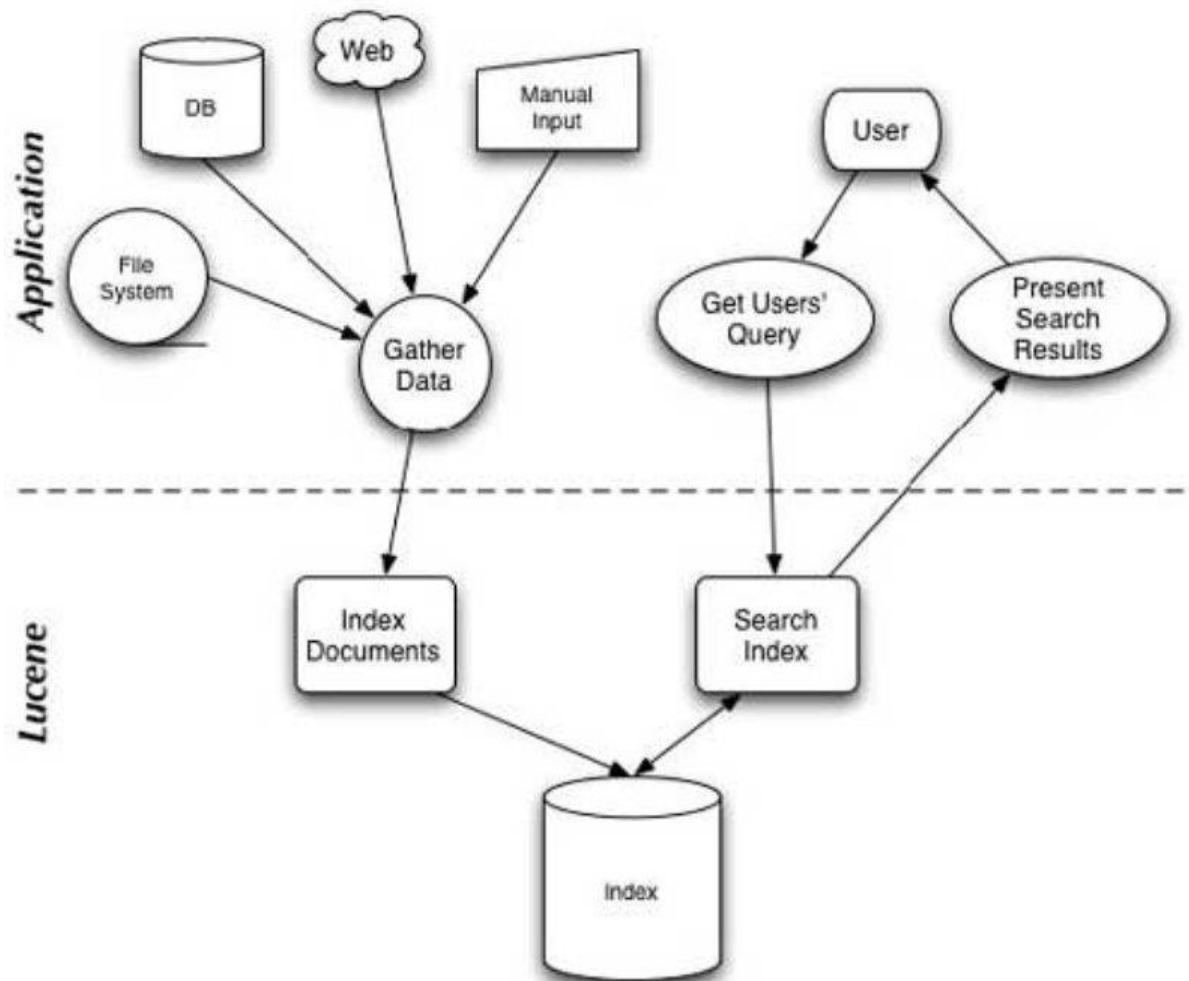 Application
DB
Web
Manual
Input
User
File
System
Gather
Data
Get Users'
Query
Present
Search
Results
Lucene
Index
Documents
Search
Index
Index